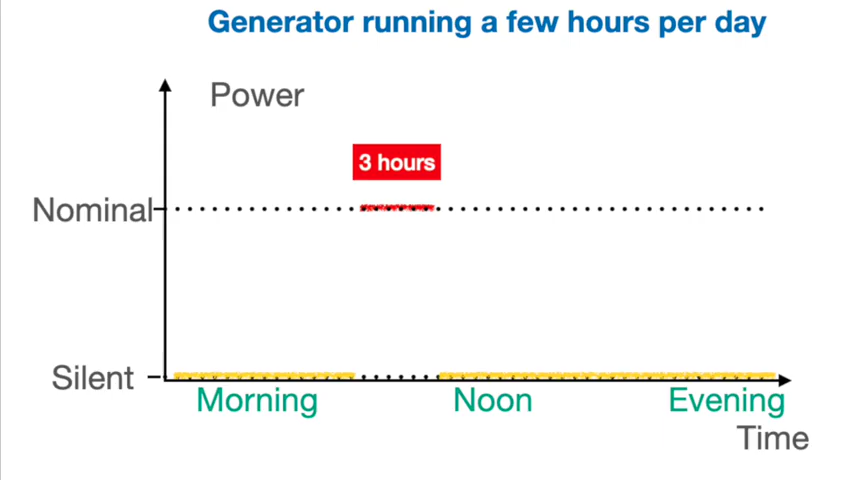 Generator running a few hours per day
Power
3 hours
Nominal
Silent
Morning Noon Evening
Time